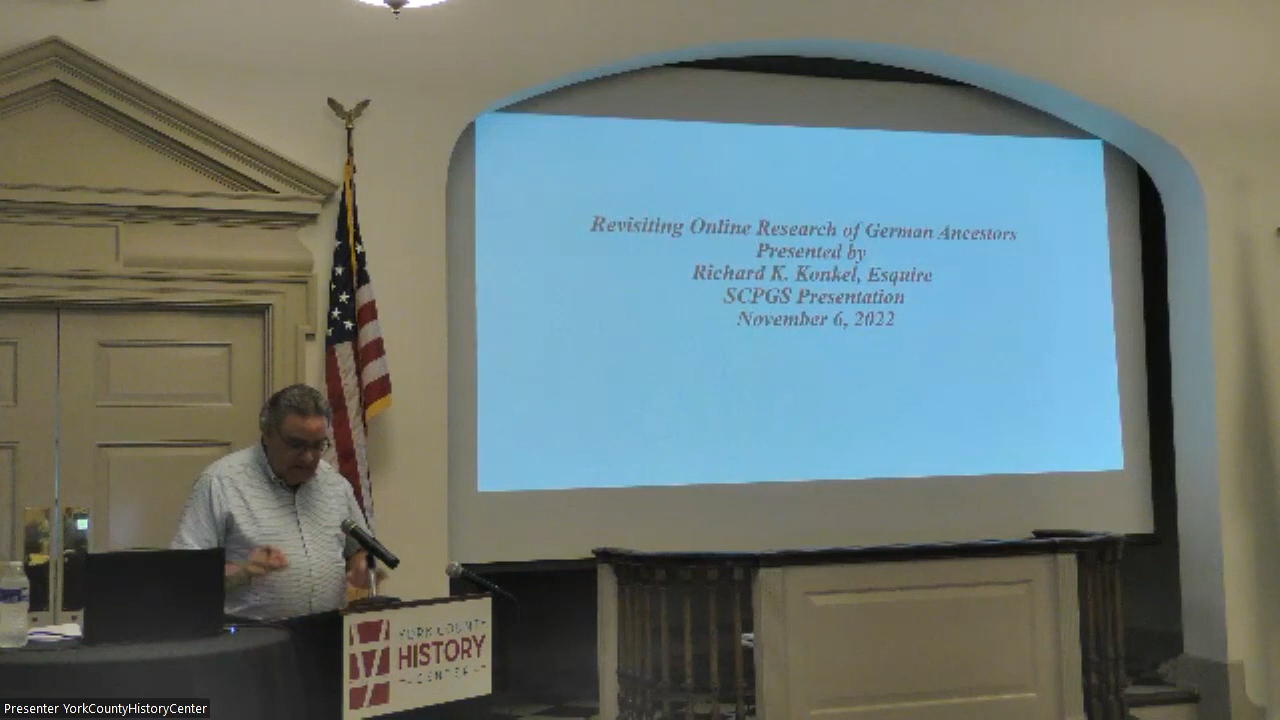 Revisiting Online Research of German Ancestors
Presented by
Richard K. Konkel, Esquire
SCPGS Presentation
November 6, 2022
YORK COUNTY
HISTORY
CENTER
Presenter YorkCountyHistoryCenter